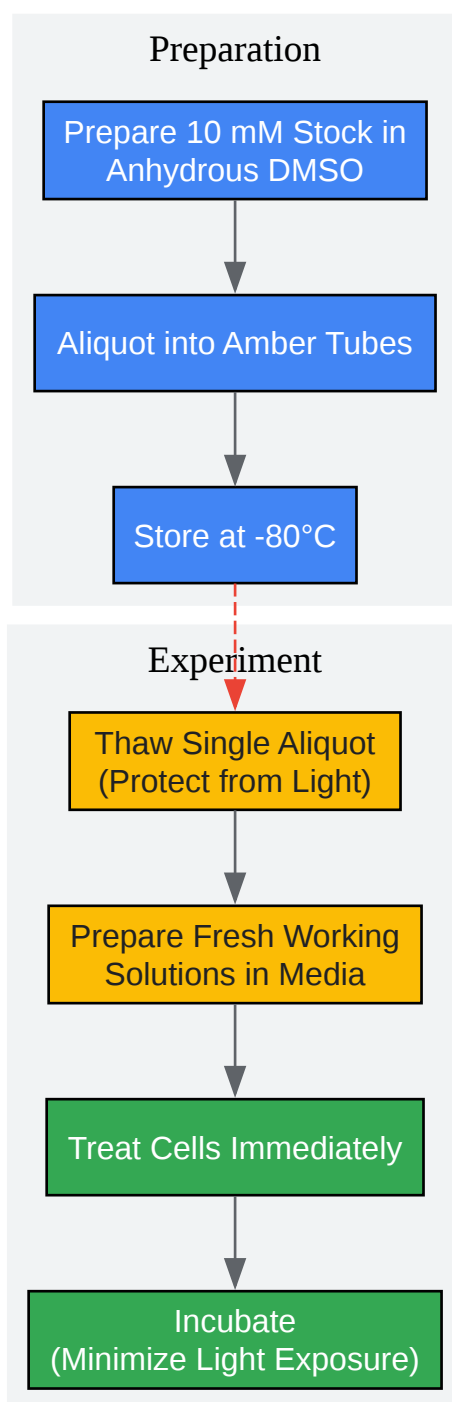 Preparation
Prepare 10 mM Stock in
Anhydrous DMSO
Aliquot into Amber Tubes
Store at -80°C
Experiment
Thaw Single Aliquot
(Protect from Light)
Prepare Fresh Working
Solutions in Media
Treat Cells Immediately
Incubate
(Minimize Light Exposure)